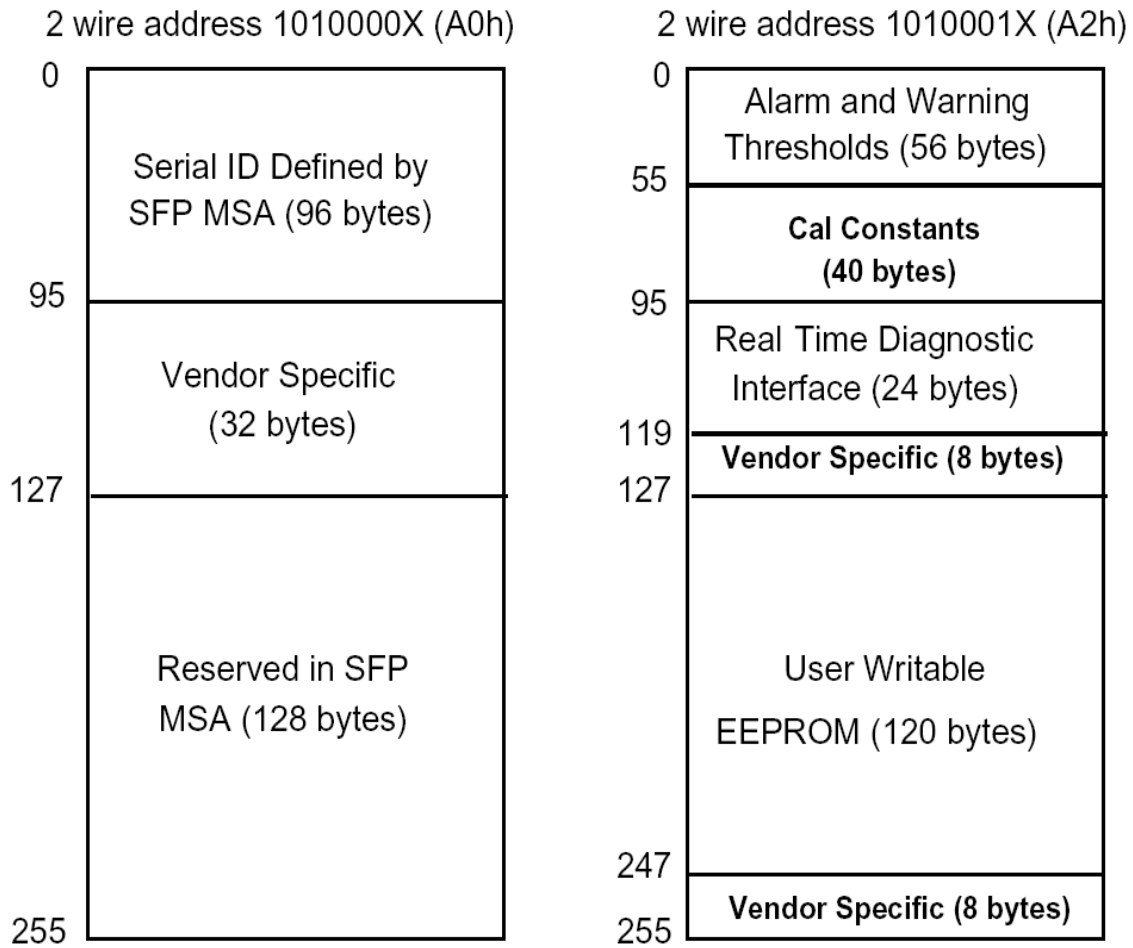 2 wire address 1010000X (A0h)
0
Serial ID Defined by
SFP MSA (96 bytes)
95
Vendor Specific
(32 bytes)
127
Reserved in SFP
MSA (128 bytes)
255
2 wire address 1010001X (A2h)
0
Alarm and Warning
Thresholds (56 bytes)
55
Cal Constants
(40 bytes)
95
Real Time Diagnostic
Interface (24 bytes)
119
Vendor Specific (8 bytes)
127
User Writable
EEPROM (120 bytes)
247
Vendor Specific (8 bytes)
255